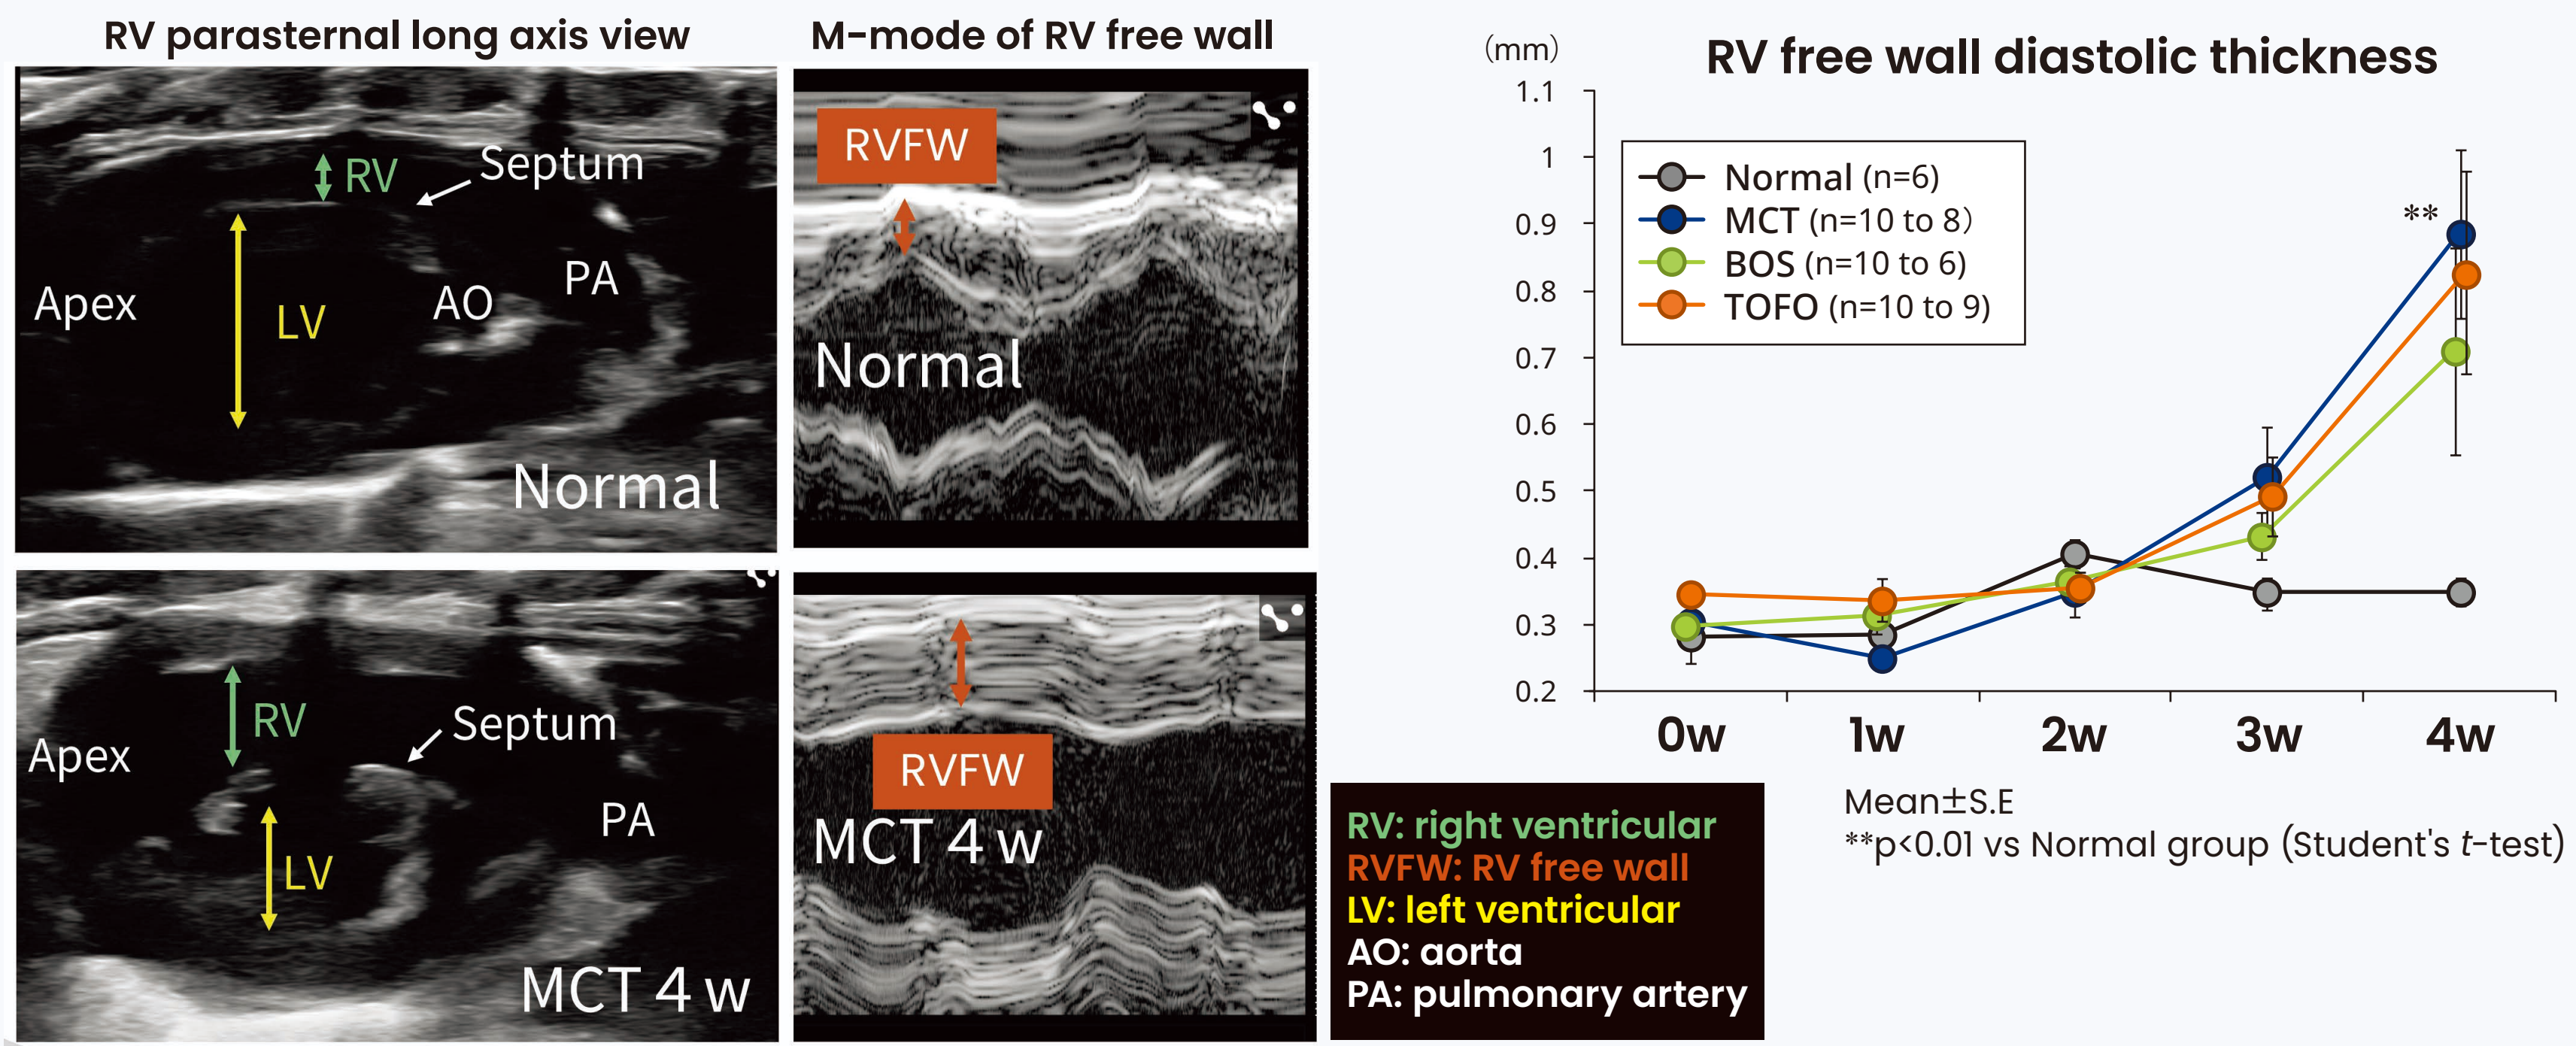 RV parasternal long axis view
RV
Septum
Apex
LV
AO
PA
Normal
RV
Septum
Apex
LV
PA
MCT 4 w
M-mode of RV free wall
RVFW
Normal
RVFW
MCT 4 w
RV: right ventricular
RVFW: RV free wall
LV: left ventricular
AO: aorta
PA: pulmonary artery
(mm)
RV free wall diastolic thickness
1.1
1
0.9
0.8
0.7
0.6
0.5
0.4
0.3
0.2
Normal (n=6)
MCT (n=10 to 8)
BOS (n=10 to 6)
TOFO (n=10 to 9)
**
0w 1w 2w 3w 4w
Mean±S.E
**p<0.01 vs Normal group (Student's t-test)